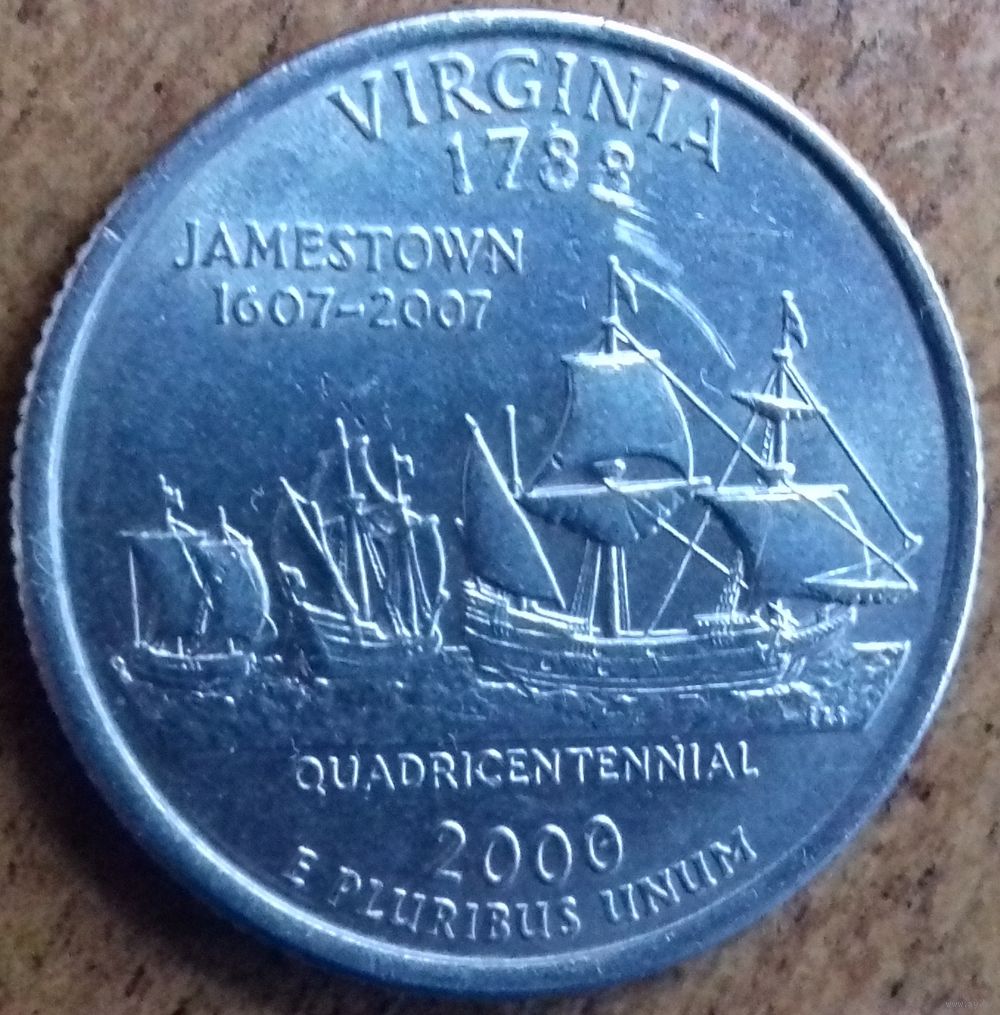 VIRGINIA
1788
JAMESTOWN
1607-2007
QUADRICENTENNIAL
2000
E PLURIBUS UNUM